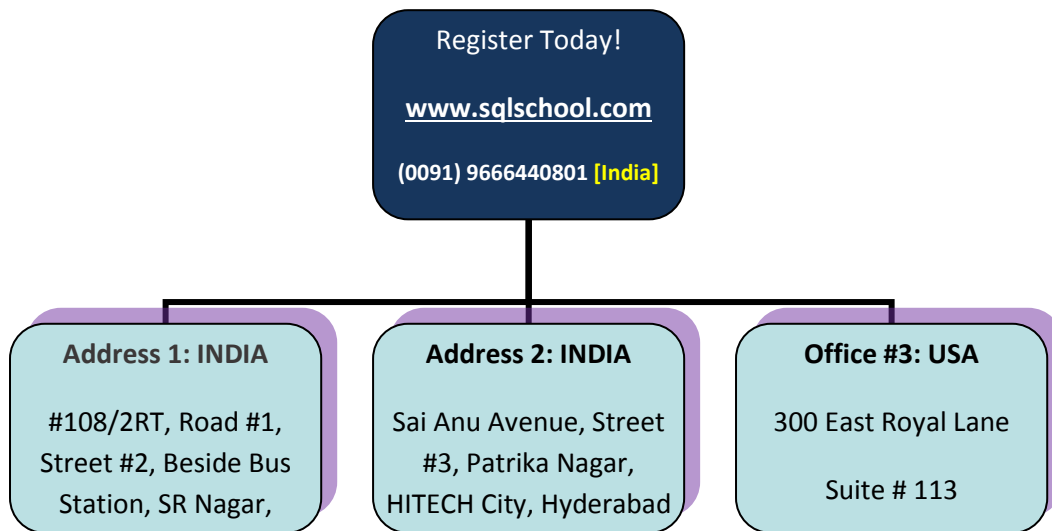 Register Today!
www.sqlschool.com
(0091) 9666440801 [India]
Address 1: INDIA
#108/2RT, Road #1,
Street #2, Beside Bus
Station, SR Nagar,
Address 2: INDIA
Sai Anu Avenue, Street
#3, Patrika Nagar,
HITECH City, Hyderabad
Office #3: USA
300 East Royal Lane
Suite # 113